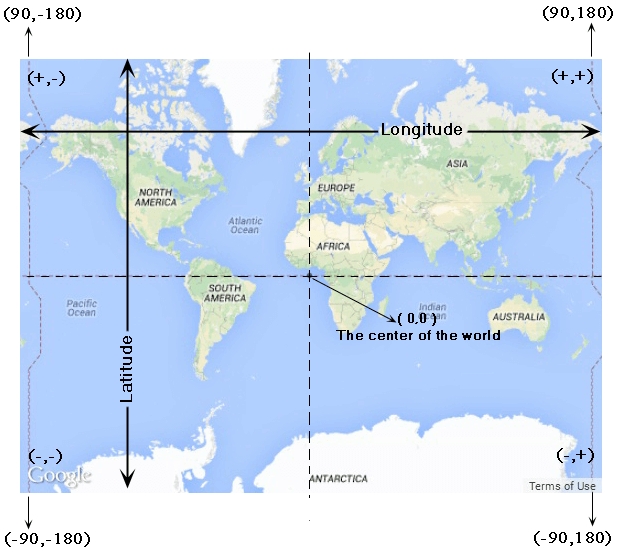 (90,-180)
(90,180)
(+,-)
(+,+)
Longitude
ASIA
EUROPE
NORTH
AMERICA
Atlantic
Ocean
AFRICA
SOUTH
AMERICA
Pacific
Ocean
Indian
Ocean
( 0,0 )
AUSTRALIA
The center of the world
Latitude
(-,-)
(-,+)
Google
ANTARCTICA
Terms of Use
(-90,-180)
(-90,180)